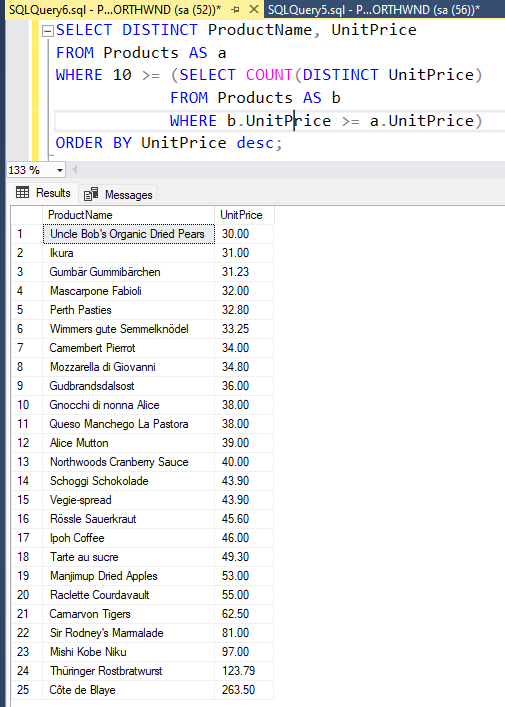 SQLQuery6.sql - P...ORTHWND (sa (52))* SQLQuery5.sql - P...ORTHWND (sa (56))*
SELECT DISTINCT ProductName, UnitPrice
FROM Products AS a
WHERE 10 >= (SELECT COUNT(DISTINCT UnitPrice)
FROM Products AS b
WHERE b.UnitPrice >= a.UnitPrice)
ORDER BY UnitPrice desc;
133 %
Results Messages
ProductName UnitPrice
1 Uncle Bob's Organic Dried Pears 30.00
2 Ikura 31.00
3 Gumbär Gummibärchen 31.23
4 Mascarpone Fabioli 32.00
5 Perth Pasties 32.80
6 Wimmers gute Semmelknödel 33.25
7 Camembert Pierrot 34.00
8 Mozzarella di Giovanni 34.80
9 Gudbrandsdalsost 36.00
10 Gnocchi di nonna Alice 38.00
11 Queso Manchego La Pastora 38.00
12 Alice Mutton 39.00
13 Northwoods Cranberry Sauce 40.00
14 Schoggi Schokolade 43.90
15 Vegie-spread 43.90
16 Rössle Sauerkraut 45.60
17 Ipoh Coffee 46.00
18 Tarte au sucre 49.30
19 Manjimup Dried Apples 53.00
20 Raclette Courdavault 55.00
21 Carnarvon Tigers 62.50
22 Sir Rodney's Marmalade 81.00
23 Mishi Kobe Niku 97.00
24 Thüringer Rostbratwurst 123.79
25 Côte de Blaye 263.50